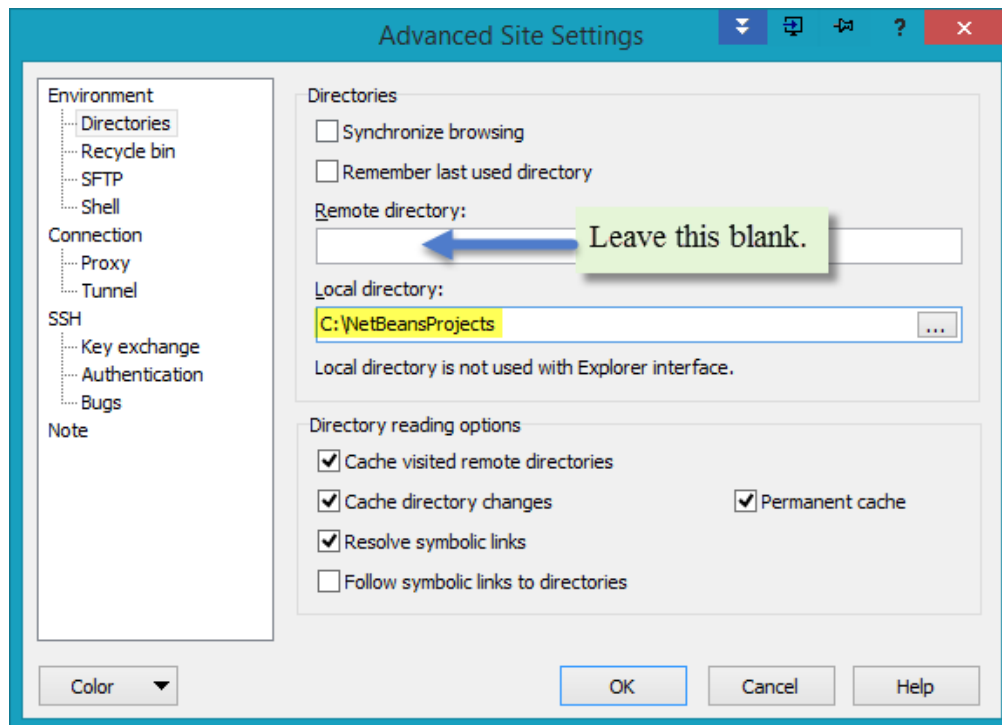 Advanced Site Settings
?
Environment
Directories
Recycle bin
SFTP
Shell
Connection
Proxy
Tunnel
SSH
Key exchange
Authentication
Bugs
Note
Directories
Synchronize browsing
Remember last used directory
Remote directory:
Leave this blank.
Local directory:
C:\NetBeansProjects
...
Local directory is not used with Explorer interface.
Directory reading options
Cache visited remote directories
Cache directory changes
Permanent cache
Resolve symbolic links
Follow symbolic links to directories
Color
OK
Cancel
Help